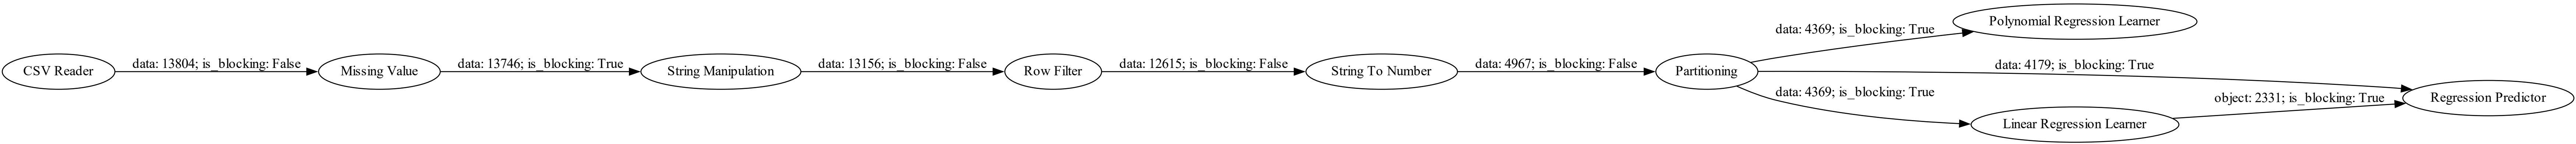 CSV Reader
data: 13804; is_blocking: False
Missing Value
data: 13746; is_blocking: True
String Manipulation
data: 13156; is_blocking: False
Row Filter
data: 12615; is_blocking: False
String To Number
data: 4967; is_blocking: False
Partitioning
data: 4369; is_blocking: True
Polynomial Regression Learner
data: 4179; is_blocking: True
data: 4369; is_blocking: True
Linear Regression Learner
object: 2331; is_blocking: True
Regression Predictor